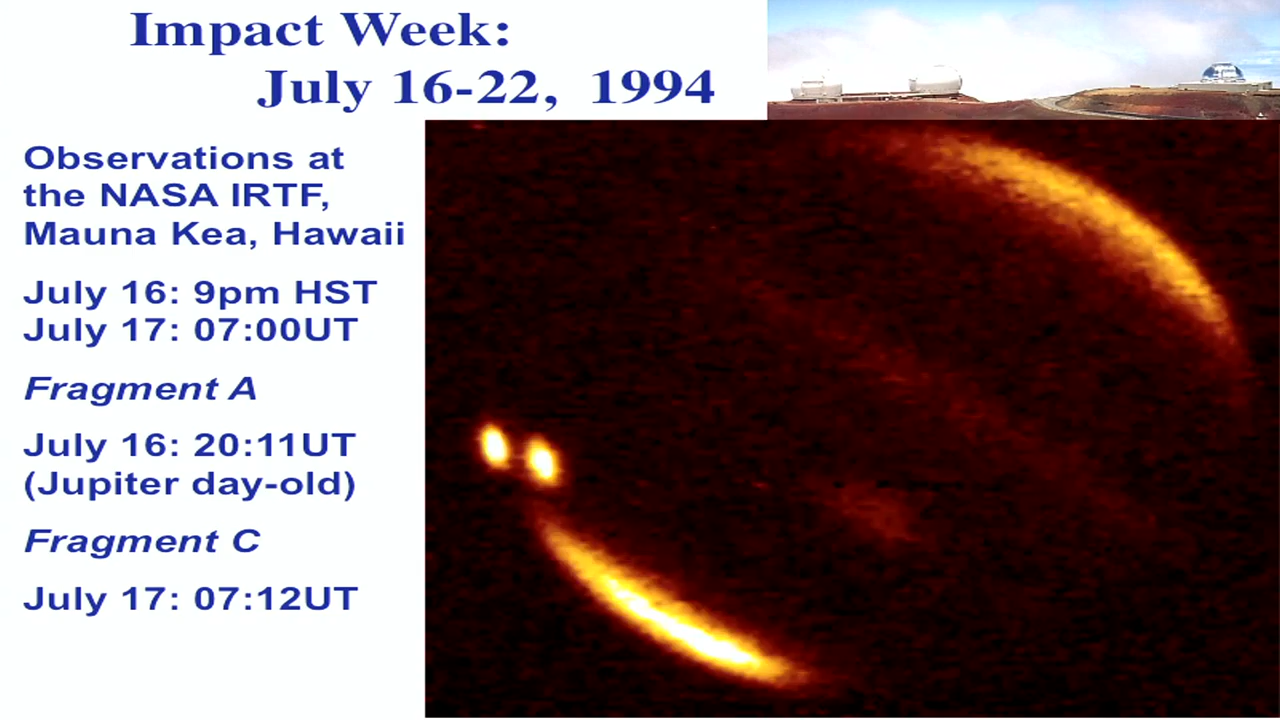 Impact Week:
July 16-22, 1994
Observations at
the NASA IRTF,
Mauna Kea, Hawaii
July 16: 9pm HST
July 17: 07:00UT
Fragment A
July 16: 20:11UT
(Jupiter day-old)
Fragment C
July 17: 07:12UT